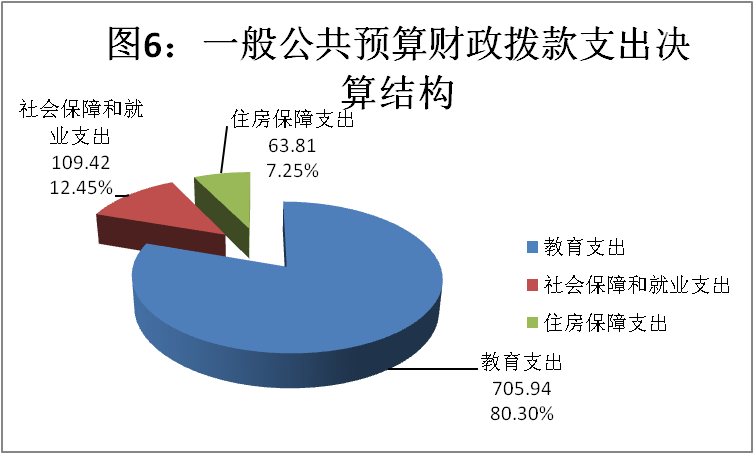 图6：一般公共预算财政拨款支出决
算结构
社会保障和就
业支出
109.42
12.45%
住房保障支出
63.81
7.25%
教育支出
社会保障和就业支出
住房保障支出
教育支出
705.94
80.30%